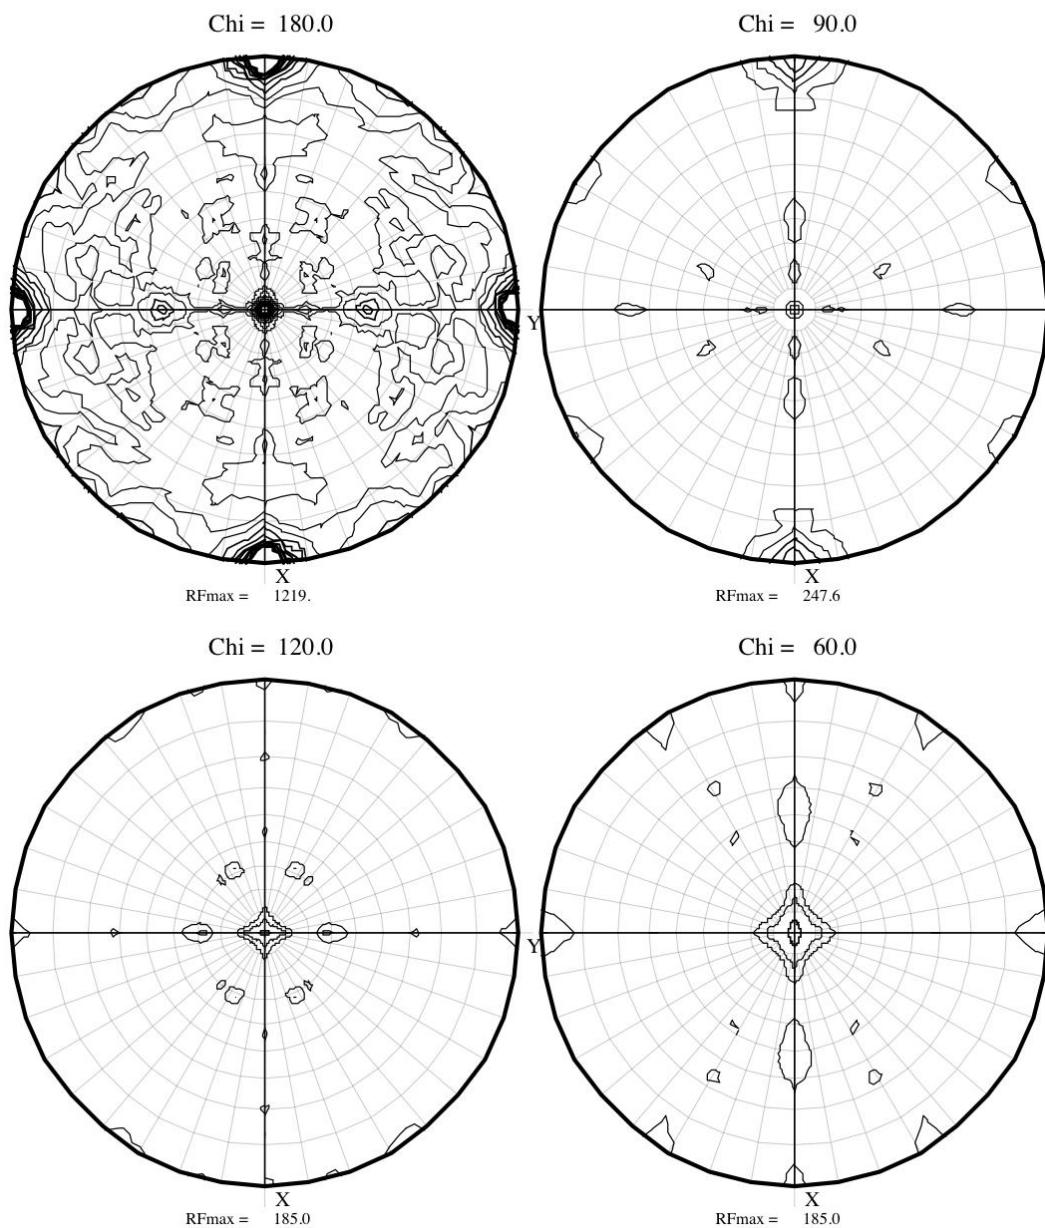 Chi = 180.0
Chi = 90.0
Y
X
X
RFmax = 1219.
RFmax = 247.6
Chi = 120.0
Chi = 60.0
Y
X
X
RFmax = 185.0
RFmax = 185.0